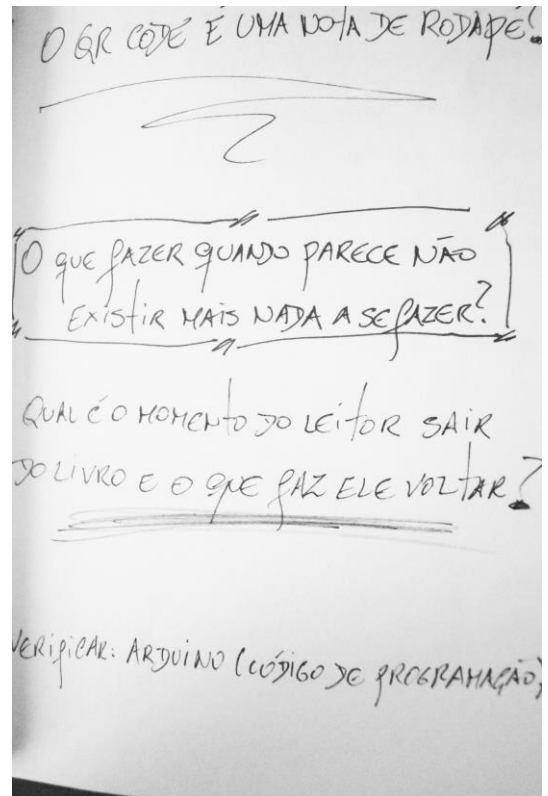 O QR CODE É UMA NOTA DE RODAPÉ?
O QUE FAZER QUANDO PARECE NÃO
EXISTIR MAIS NADA A SE FAZER?
QUAL É O MOMENTO DO LEITOR SAIR
DO LIVRO E O QUE FAZ ELE VOLTAR?
VERIFICAR: ARDUINO (CÓDIGO DE PROGRAMAÇÃO)